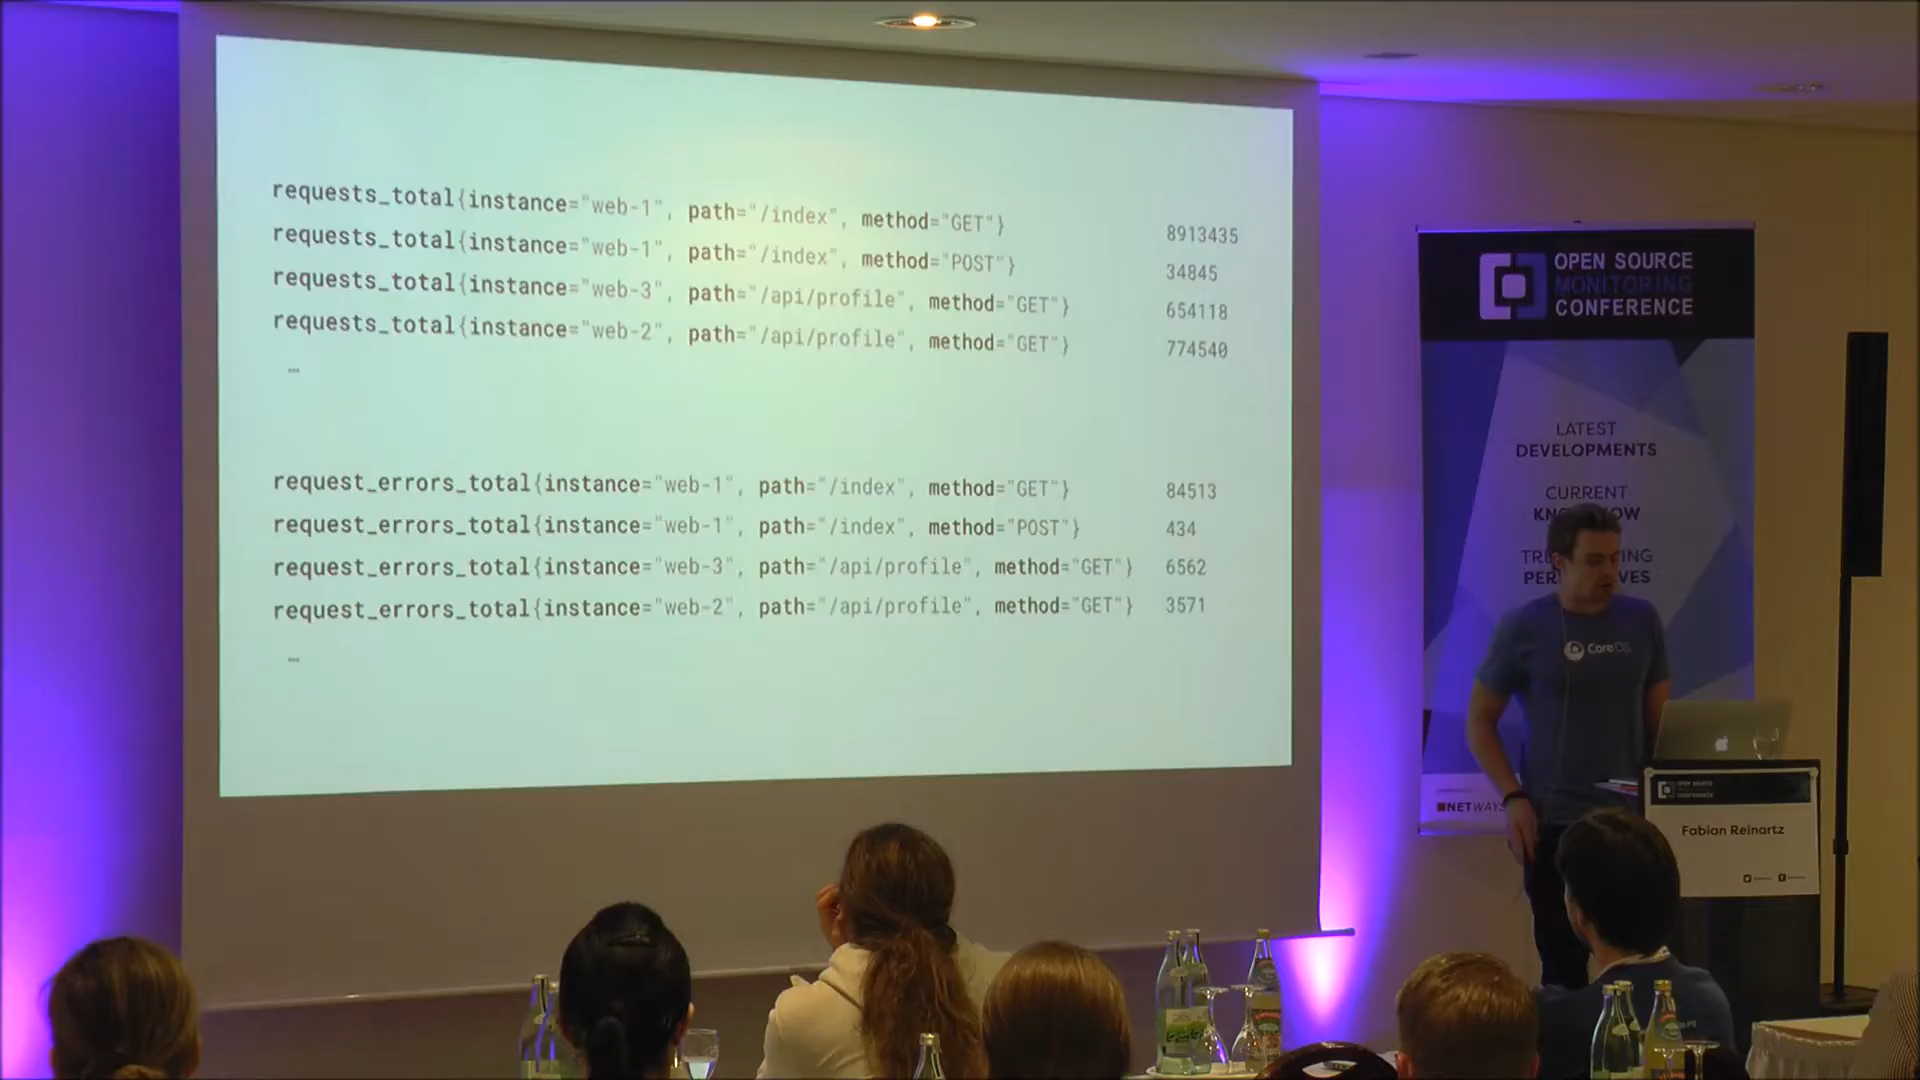 requests_total{instance="web-1", path="/index", method="GET"} 8913435
requests_total{instance="web-1", path="/index", method="POST"} 34845
requests_total{instance="web-3", path="/api/profile", method="GET"} 654118
requests_total{instance="web-2", path="/api/profile", method="GET"} 774540
…
request_errors_total{instance="web-1", path="/index", method="GET"} 84513
request_errors_total{instance="web-1", path="/index", method="POST"} 434
request_errors_total{instance="web-3", path="/api/profile", method="GET"} 6562
request_errors_total{instance="web-2", path="/api/profile", method="GET"} 3571
…
OPEN SOURCE
MONITORING
CONFERENCE
LATEST
DEVELOPMENTS
CURRENT
CoreOS
NETWAYS
OPEN SOURCE
CONFERENCE
Fabian Reinartz